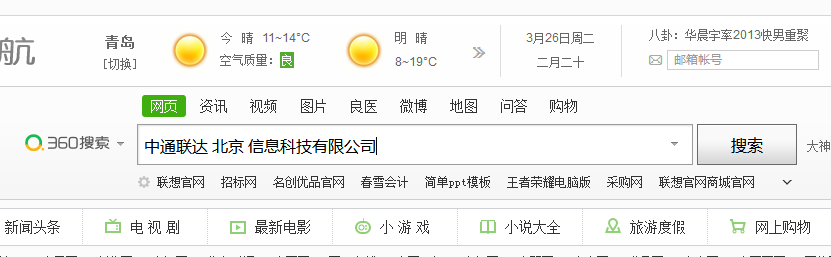 航
青岛
[切换]
今 晴 11~14°C
空气质量: 良
明 晴
8~19°C
3月26日周二
二月二十
八卦: 华晨宇率2013快男重聚
邮箱帐号
网页 资讯 视频 图片 良医 微博 地图 问答 购物
360搜索
中通联达 北京 信息科技有限公司
搜索
大神
联想官网 招标网 名创优品官网 春雪会计 简单ppt模板 王者荣耀电脑版 采购网 联想官网商城官网
新闻头条 电 视 剧 最新电影 小 游 戏 小说大全 旅游度假 网上购物